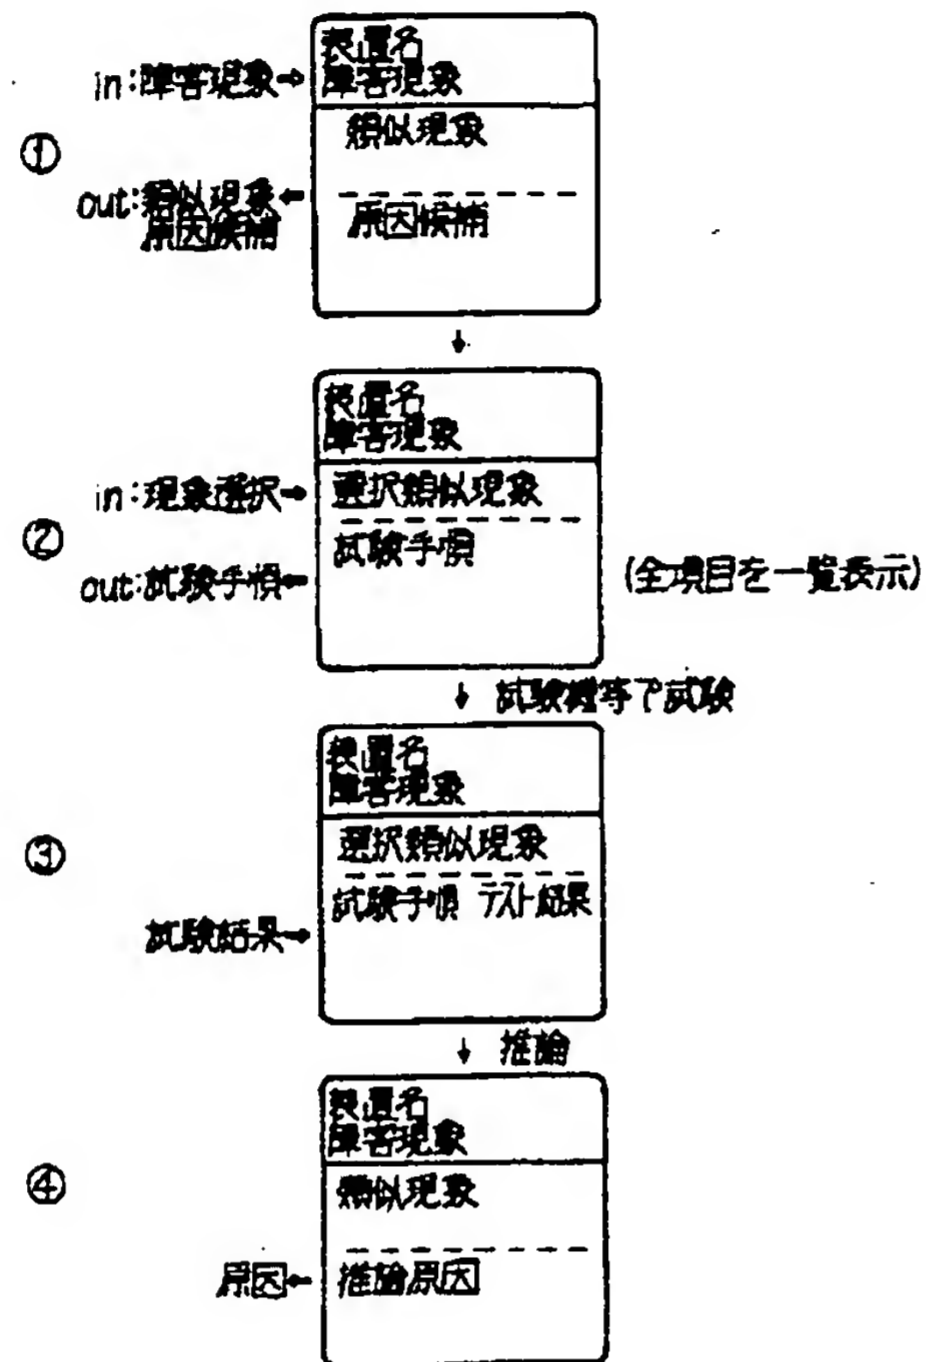 ①
in:障害現象→
out:類似現象←
原因候補
装置名
障害現象
類似現象
原因候補
↓
②
in:現象選択→
out:試験手順←
装置名
障害現象
選択類似現象
試験手順
(全項目を一覧表示)
↓ 試験機等で試験
③
試験結果→
装置名
障害現象
選択類似現象
試験手順 テスト結果
↓ 推論
④
原因←
装置名
障害現象
類似現象
推論原因